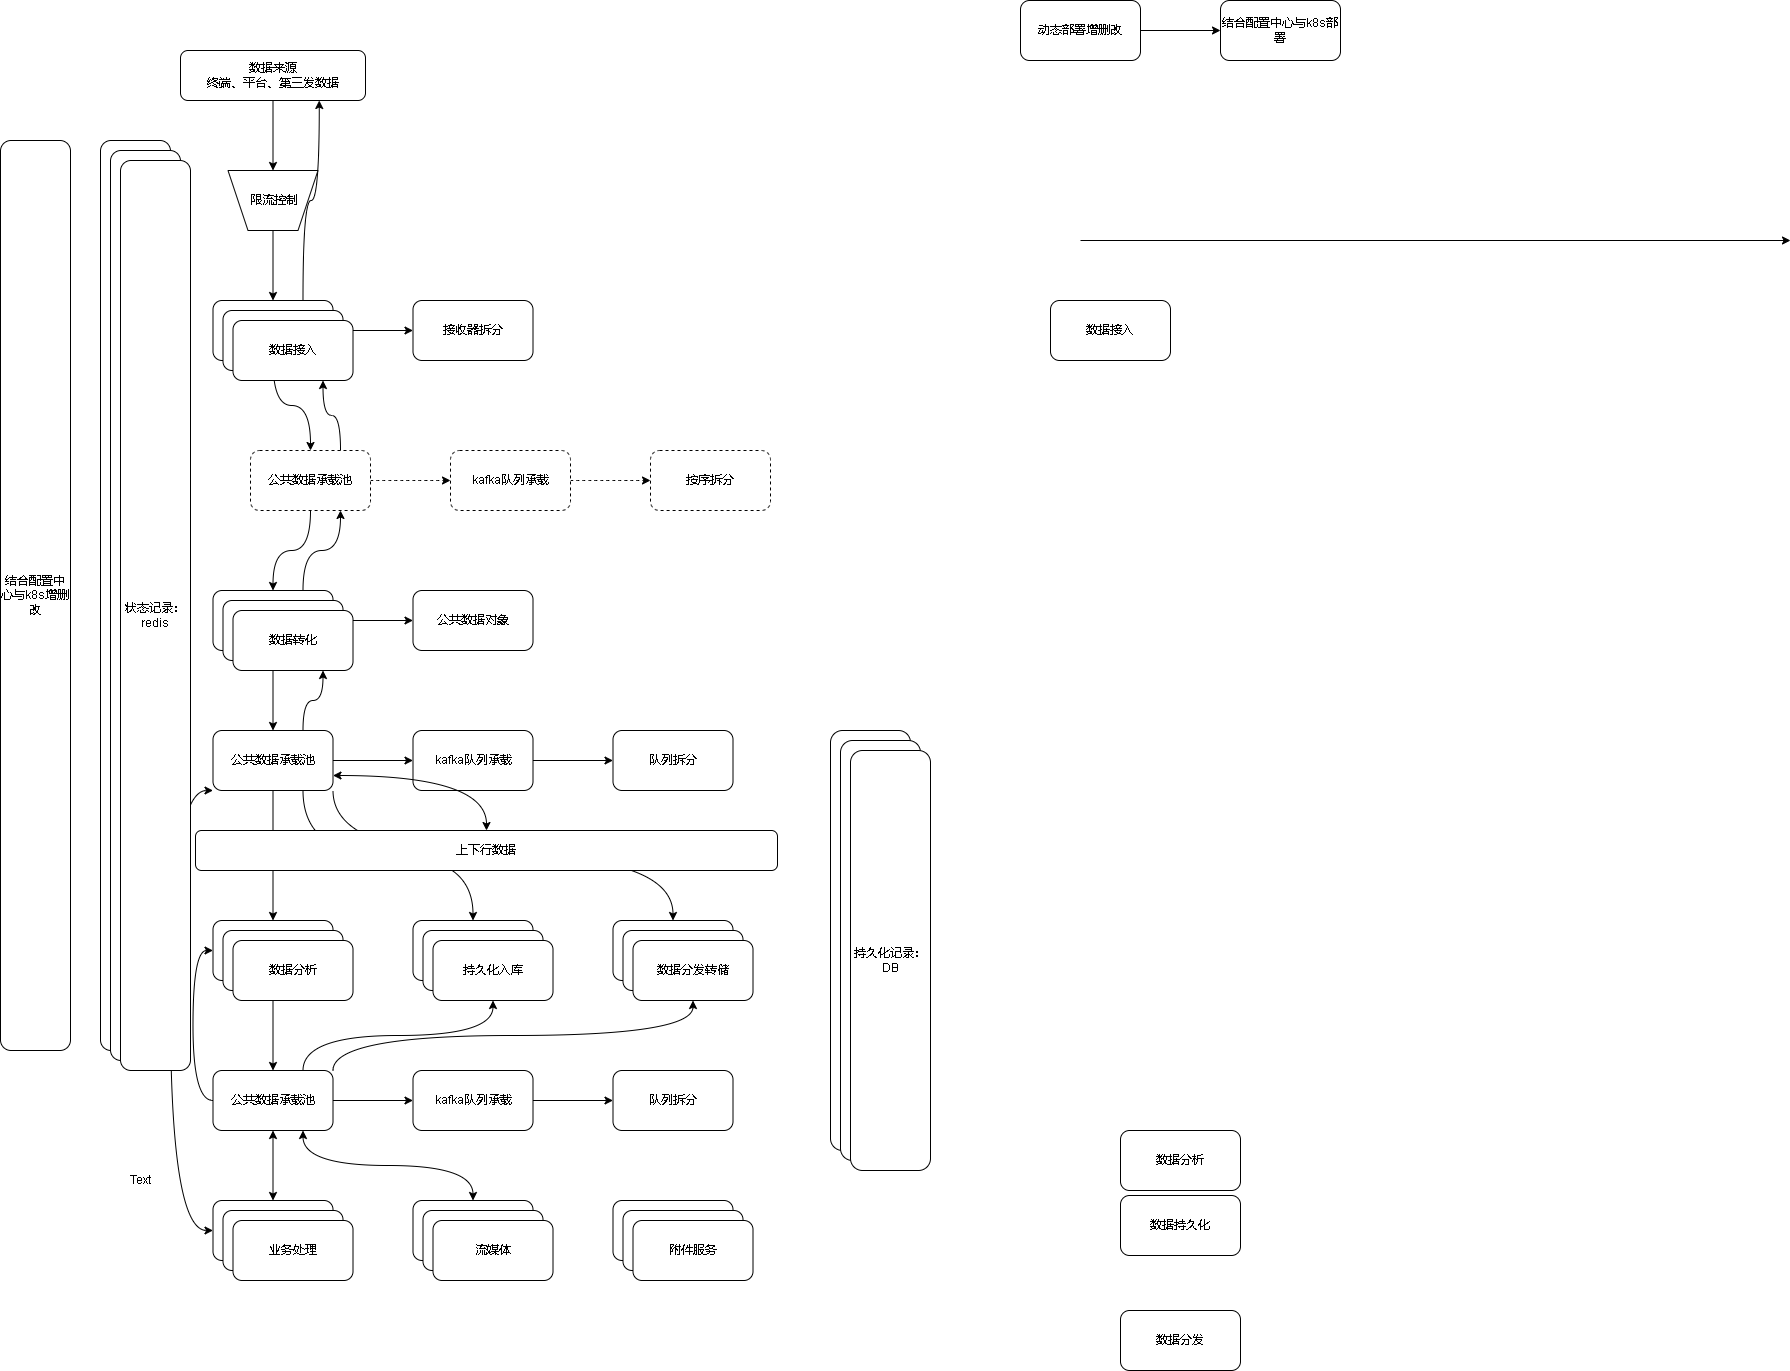 动态部署增删改
结合配置中心与k8s部
署
数据来源
终端、平台、第三发数据
限流控制
数据接入
接收器拆分
数据接入
公共数据承载池
kafka队列承载
按序拆分
结合配置中
心与k8s增删
改
状态记录：
redis
数据转化
公共数据对象
公共数据承载池
kafka队列承载
队列拆分
上下行数据
数据分析
持久化入库
数据分发转储
持久化记录：
DB
公共数据承载池
kafka队列承载
队列拆分
Text
业务处理
流媒体
附件服务
数据分析
数据持久化
数据分发